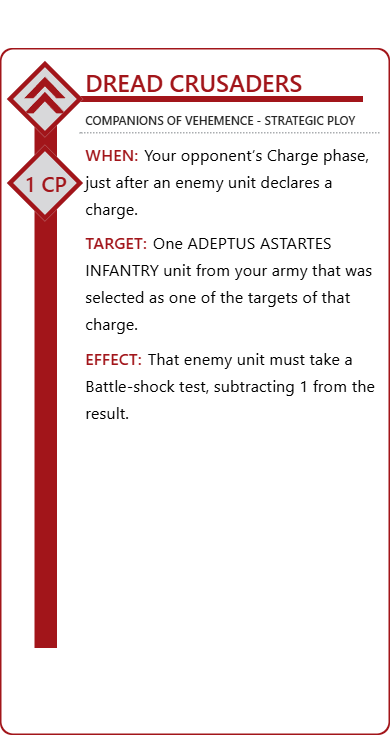 DREAD CRUSADERS
COMPANIONS OF VEHEMENCE - STRATEGIC PLOY
1 CP
WHEN: Your opponent's Charge phase,
just after an enemy unit declares a
charge.
TARGET: One ADEPTUS ASTARTES
INFANTRY unit from your army that was
selected as one of the targets of that
charge.
EFFECT: That enemy unit must take a
Battle-shock test, subtracting 1 from the
result.